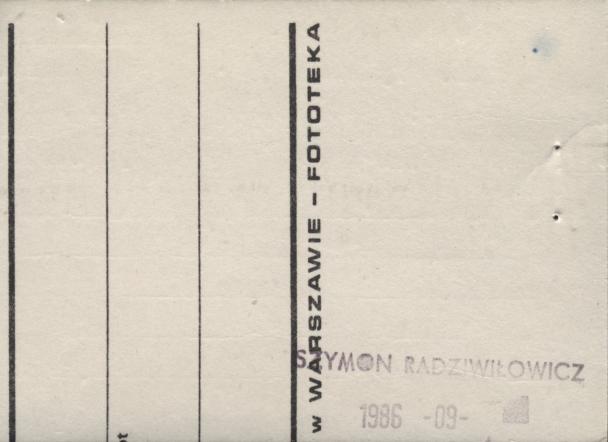 w WARSZAWIE – FOTOTEKA
SZYMON RADZIWIŁOWICZ
1986 -09-